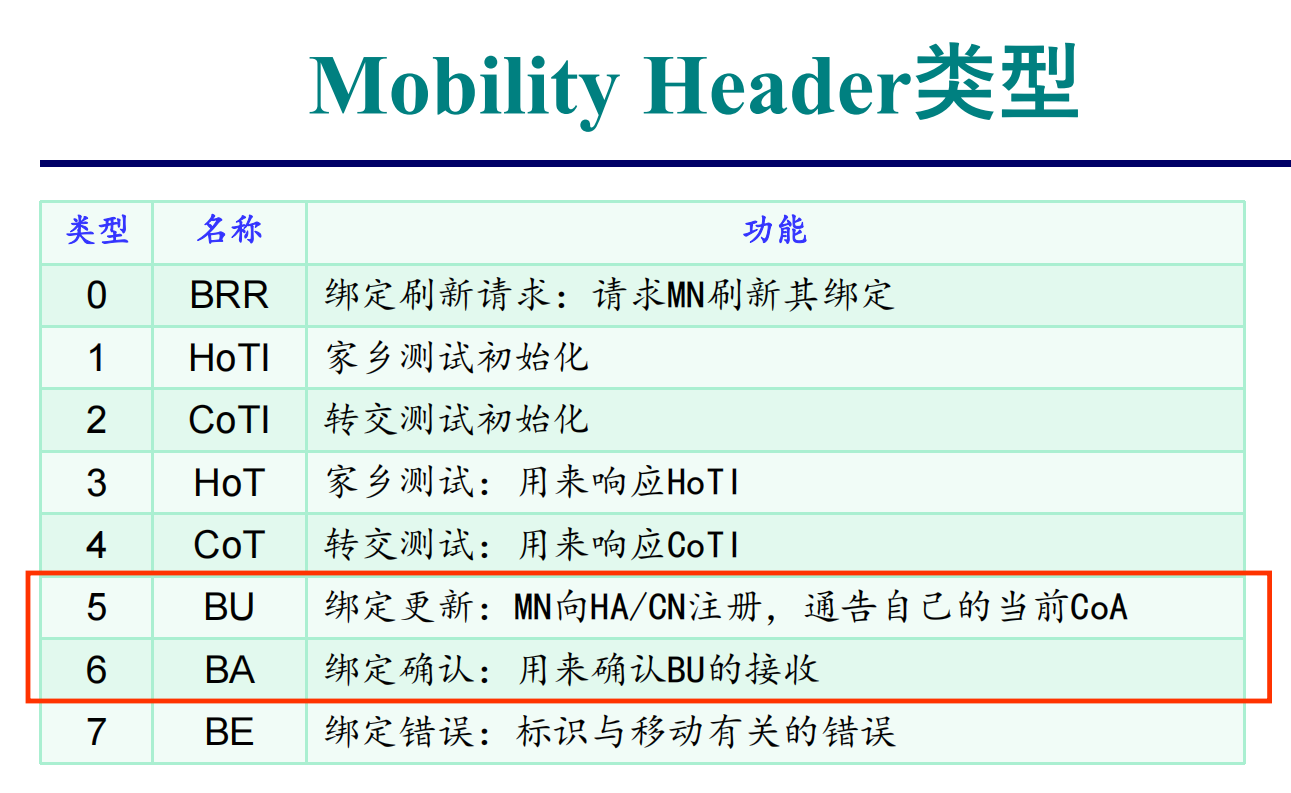 Mobility Header类型
类型 名称 功能
0 BRR 绑定刷新请求：请求MN刷新其绑定
1 HoTI 家乡测试初始化
2 CoTI 转交测试初始化
3 HoT 家乡测试：用来响应HoTI
4 CoT 转交测试：用来响应CoTI
5 BU 绑定更新：MN向HA/CN注册，通告自己的当前CoA
6 BA 绑定确认：用来确认BU的接收
7 BE 绑定错误：标识与移动有关的错误